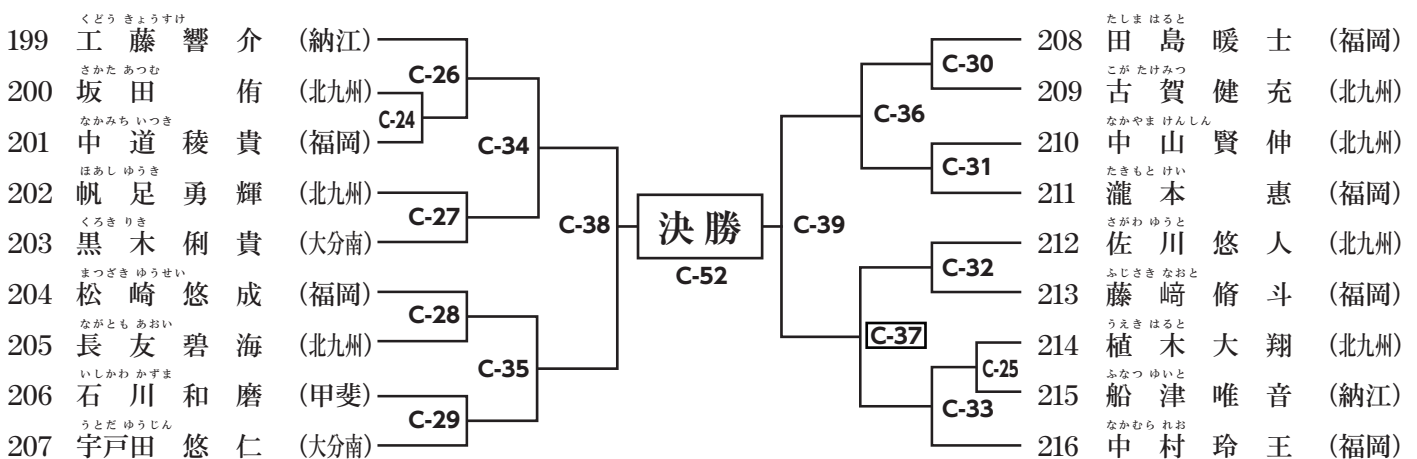 くどう きょうすけ
199 工藤響介 (納江)
さかた あつむ
200 坂田 侑 (北九州)
なかみち いつき
201 中道稜貴 (福岡)
ほあし ゆうき
202 帆足勇輝 (北九州)
くろき りき
203 黒木俐貴 (大分南)
まつざき ゆうせい
204 松崎悠成 (福岡)
ながとも あおい
205 長友碧海 (北九州)
いしかわ かずま
206 石川和磨 (甲斐)
うとだ ゆうじん
207 宇戸田悠仁 (大分南)
C-26
C-24
C-34
C-27
C-38
C-28
C-35
C-29
決勝
C-52
C-30
C-36
C-31
C-39
C-32
C-37
C-25
C-33
たしま はると
208 田島暖士 (福岡)
こが たけみつ
209 古賀健充 (北九州)
なかやま けんしん
210 中山賢伸 (北九州)
たきもと けい
211 瀧本 惠 (福岡)
さがわ ゆうと
212 佐川悠人 (北九州)
ふじさき なおと
213 藤﨑脩斗 (福岡)
うえき はると
214 植木大翔 (北九州)
ふなつ ゆいと
215 船津唯音 (納江)
なかむら れお
216 中村玲王 (福岡)